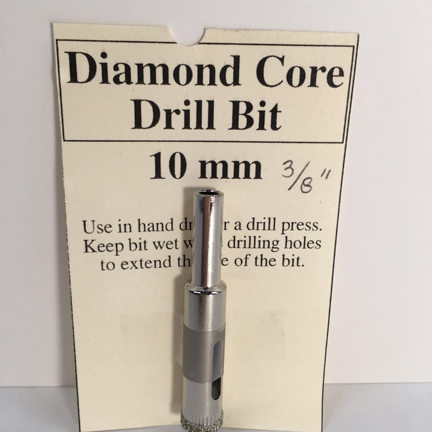 Diamond Core
Drill Bit
10 mm 3/8"
Use in hand a drill press.
Keep bit wet drilling holes
to extend of the bit.